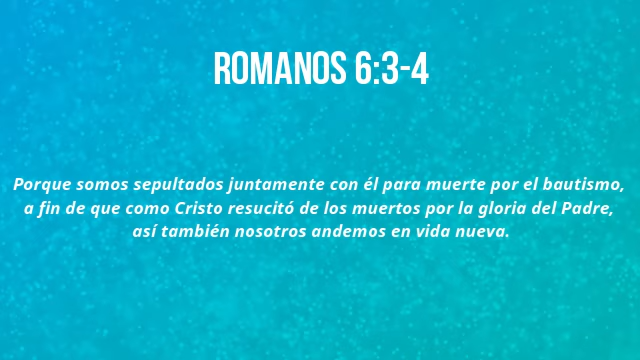 ROMANOS 6:3-4
Porque somos sepultados juntamente con él para muerte por el bautismo,
a fin de que como Cristo resucitó de los muertos por la gloria del Padre,
así también nosotros andemos en vida nueva.